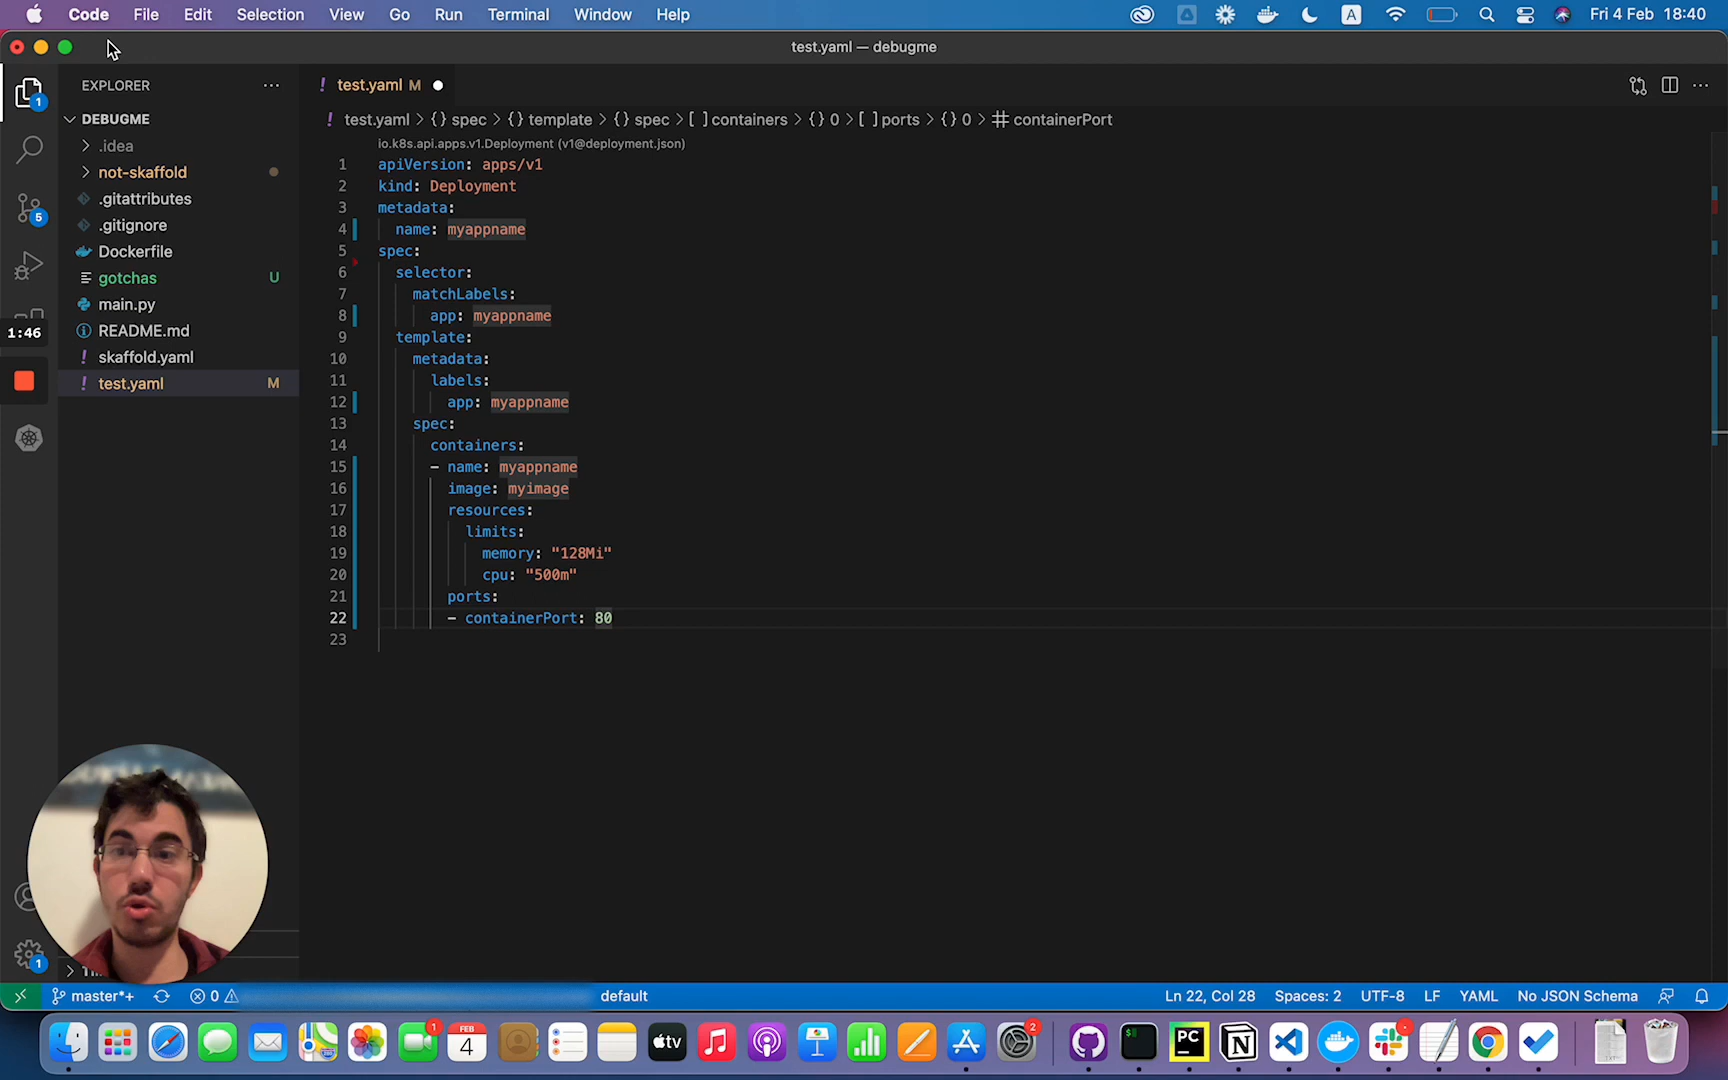 Code File Edit Selection View Go Run Terminal Window Help A Fri 4 Feb 18:40
test.yaml — debugme
EXPLORER
test.yaml M
1
DEBUGME
.idea
not-skaffold
.gitattributes
5
.gitignore
Dockerfile
gotchas U
main.py
1:46
README.md
skaffold.yaml
test.yaml M
test.yaml > {} spec > {} template > {} spec > [ ] containers > {} 0 > [ ] ports > {} 0 > containerPort
io.k8s.api.apps.v1.Deployment (v1@deployment.json)
1 apiVersion: apps/v1
2 kind: Deployment
3 metadata:
4 name: myappname
5 spec:
6 selector:
7 matchLabels:
8 app: myappname
9 template:
10 metadata:
11 labels:
12 app: myappname
13 spec:
14 containers:
15 - name: myappname
16 image: myimage
17 resources:
18 limits:
19 memory: "128Mi"
20 cpu: "500m"
21 ports:
22 - containerPort: 80
23
1
master*+ 0 default Ln 22, Col 28 Spaces: 2 UTF-8 LF YAML No JSON Schema
1 FEB 4 tv 2 $ PC N